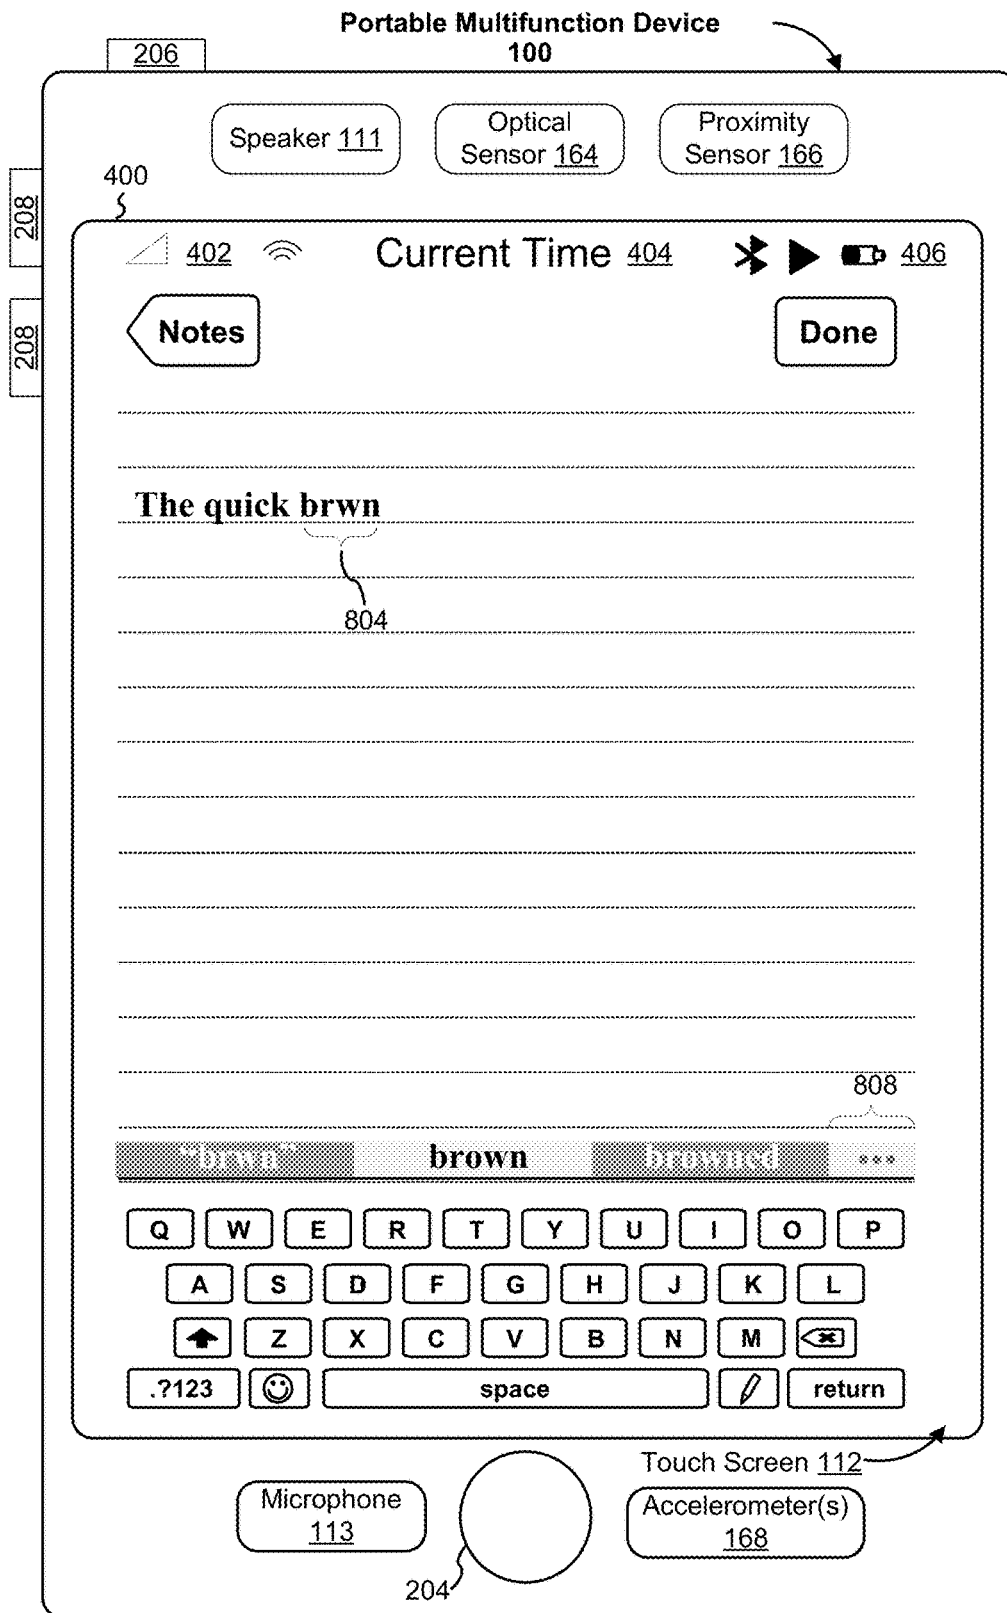 Portable Multifunction Device
100
206
Speaker 111
Optical
Sensor 164
Proximity
Sensor 166
208
400
402
Current Time 404
406
208
Notes
Done
The quick brwn
804
808
“brwn”
brown
browned
...
Q W E R T Y U I O P
A S D F G H J K L
Z X C V B N M
.?123
space
return
Touch Screen 112
Microphone
113
Accelerometer(s)
168
204